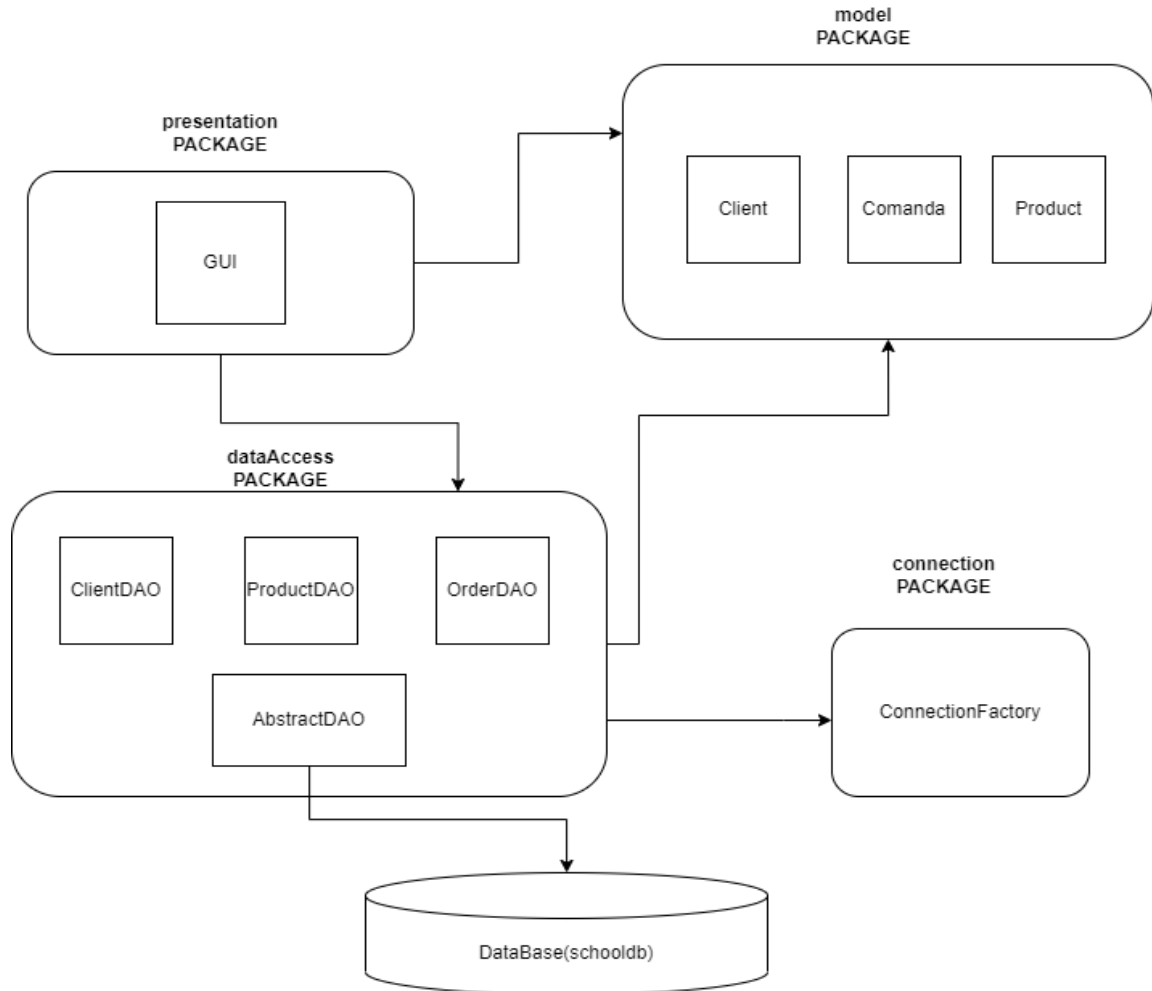 model
PACKAGE
presentation
PACKAGE
Client
Comanda
Product
GUI
dataAccess
PACKAGE
ClientDAO
ProductDAO
OrderDAO
connection
PACKAGE
AbstractDAO
ConnectionFactory
DataBase(schooldb)